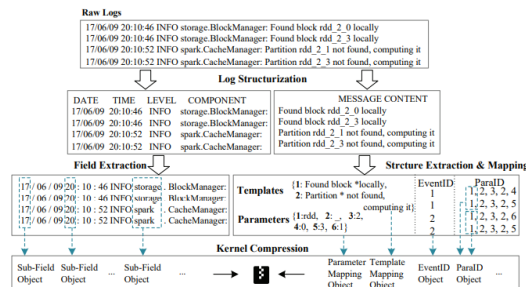 Raw Logs
17/06/09 20:10:46 INFO storage.BlockManager: Found block rdd_2_0 locally
17/06/09 20:10:46 INFO storage.BlockManager: Found block rdd_2_3 locally
17/06/09 20:10:52 INFO spark.CacheManager: Partition rdd_2_1 not found, computing it
17/06/09 20:10:52 INFO spark.CacheManager: Partition rdd_2_3 not found, computing it
Log Structurization
DATE TIME LEVEL COMPONENT
17/06/09 20:10:46 INFO storage.BlockManager:
17/06/09 20:10:46 INFO storage.BlockManager:
17/06/09 20:10:52 INFO spark.CacheManager:
17/06/09 20:10:52 INFO spark.CacheManager:
MESSAGE CONTENT
Found block rdd_2_0 locally
Found block rdd_2_3 locally
Partition rdd_2_1 not found, computing it
Partition rdd_2_3 not found, computing it
Field Extraction
Strcture Extraction & Mapping
17 / 06 / 09 20 : 10 : 46 INFO storage . BlockManager:
17 / 06 / 09 20 : 10 : 46 INFO storage . BlockManager:
17 / 06 / 09 20 : 10 : 52 INFO spark . CacheManager:
17 / 06 / 09 20 : 10 : 52 INFO spark . CacheManager:
Templates {1: Found block *locally,
2: Partition * not found,
computing it}
Parameters {1:rdd, 2:_, 3:2,
4:0, 5:3, 6:1}
EventID
1
1
2
2
ParaID
1, 2, 3, 2, 4
1, 2, 3, 2, 5
1, 2, 3, 2, 6
1, 2, 3, 2, 5
Kernel Compression
Sub-Field Object
Sub-Field Object
...
Sub-Field Object
...
Parameter Mapping Object
Template Mapping Object
EventID Object
ParaID Object
...